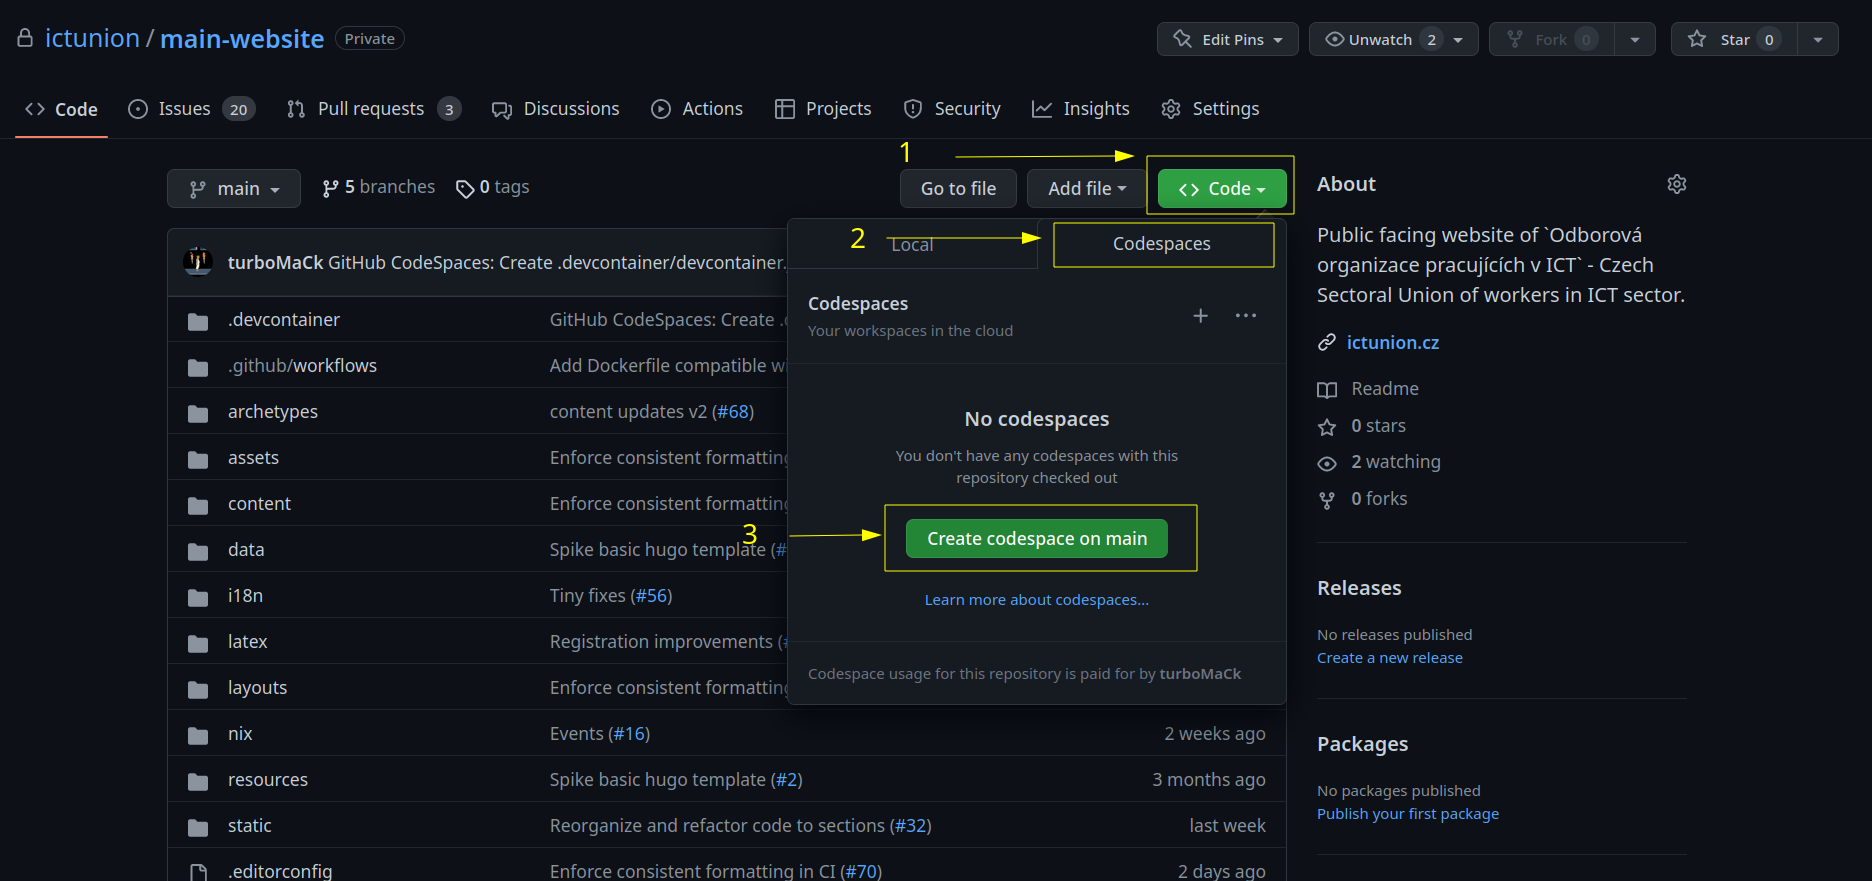 ictunion / main-website Private
Edit Pins Unwatch 2 Fork 0 Star 0
Code Issues 20 Pull requests 3 Discussions Actions Projects Security Insights Settings
1
main 5 branches 0 tags Go to file Add file Code
2 Local Codespaces
turboMaCk GitHub CodeSpaces: Create .devcontainer/devcontainer.
Codespaces
Your workspaces in the cloud
.devcontainer GitHub CodeSpaces: Create
.github/workflows Add Dockerfile compatible
archetypes content updates v2 (#68)
No codespaces
You don't have any codespaces with this
repository checked out
assets Enforce consistent formatting
content Enforce consistent formatting
3 Create codespace on main
data Spike basic hugo template (#
i18n Tiny fixes (#56)
Learn more about codespaces...
latex Registration improvements (
Codespace usage for this repository is paid for by turboMaCk
layouts Enforce consistent formatting
nix Events (#16) 2 weeks ago
resources Spike basic hugo template (#2) 3 months ago
static Reorganize and refactor code to sections (#32) last week
.editorconfig Enforce consistent formatting in CI (#70) 2 days ago
About
Public facing website of `Odborová
organizace pracujících v ICT` - Czech
Sectoral Union of workers in ICT sector.
ictunion.cz
Readme
0 stars
2 watching
0 forks
Releases
No releases published
Create a new release
Packages
No packages published
Publish your first package